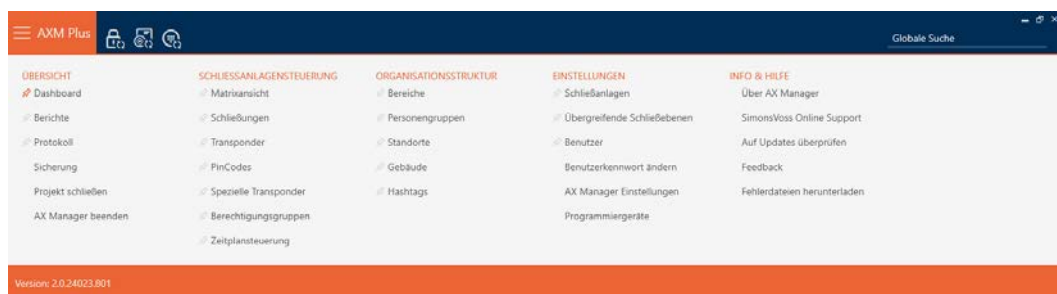 AXM Plus
Globale Suche
ÜBERSICHT
Dashboard
Berichte
Protokoll
Sicherung
Projekt schließen
AX Manager beenden
SCHLIESSANLAGENSTEUERUNG
Matrixansicht
Schließungen
Transponder
PinCodes
Spezielle Transponder
Berechtigungsgruppen
Zeitplansteuerung
ORGANISATIONSSTRUKTUR
Bereiche
Personengruppen
Standorte
Gebäude
Hashtags
EINSTELLUNGEN
Schließanlagen
Übergreifende Schließebenen
Benutzer
Benutzerkennwort ändern
AX Manager Einstellungen
Programmiergeräte
INFO & HILFE
Über AX Manager
SimonsVoss Online Support
Auf Updates überprüfen
Feedback
Fehlerdateien herunterladen
Version: 2.0.24023.801